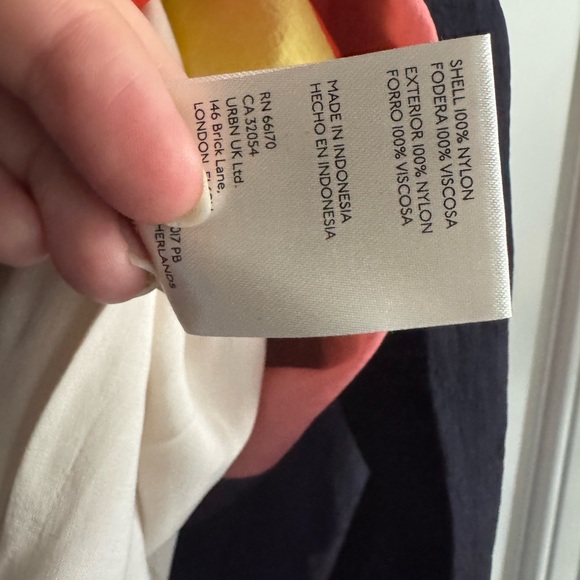 SHELL 100% NYLON
FODERA 100% VISCOSA
EXTERIOR 100% NYLON
FORRO 100% VISCOSA
MADE IN INDONESIA
HECHO EN INDONESIA
RN 66170
CA 32054
URBN UK Ltd.
146 Brick Lane,
LONDON,
PB